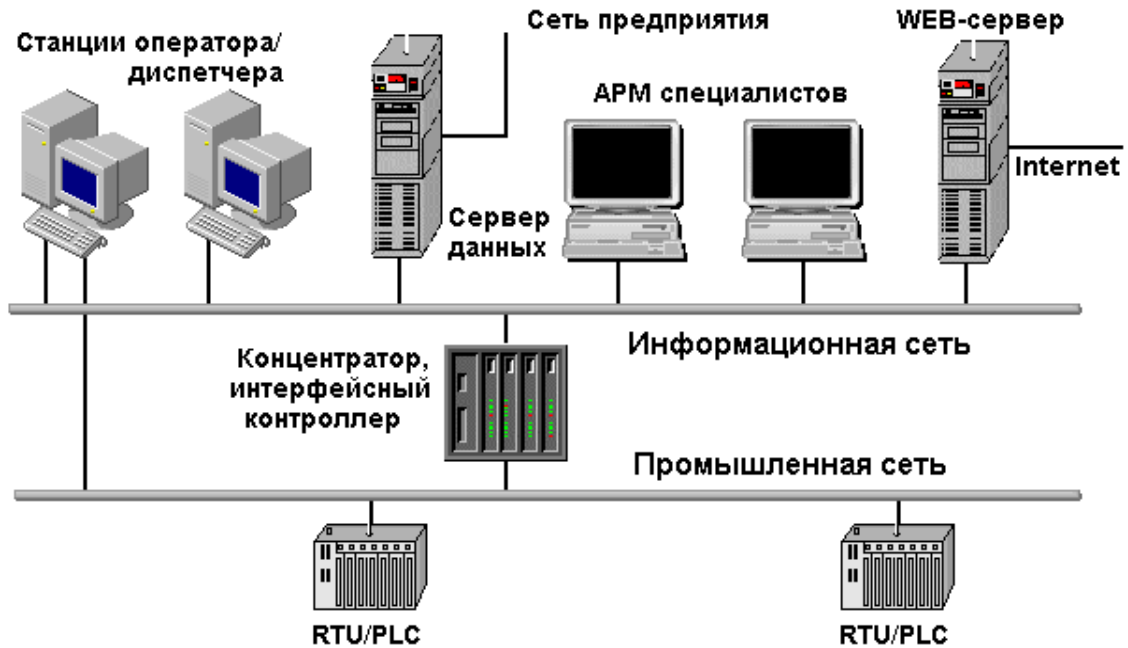 Станции оператора/
диспетчера
Сеть предприятия
WEB-сервер
АРМ специалистов
Internet
Сервер
данных
Информационная сеть
Концентратор,
интерфейсный
контроллер
Промышленная сеть
RTU/PLC
RTU/PLC